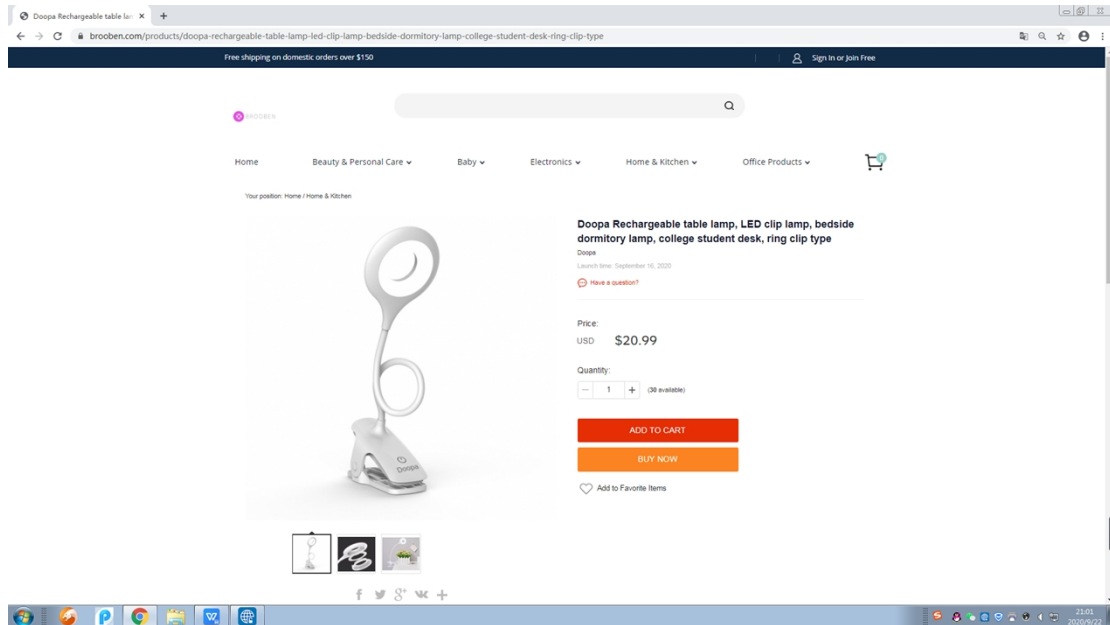 Doopa Rechargeable table lan
brooben.com/products/doopa-rechargeable-table-lamp-led-clip-lamp-bedside-dormitory-lamp-college-student-desk-ring-clip-type
Free shipping on domestic orders over $150
Sign In or Join Free
BROOBEN
Home
Beauty & Personal Care
Baby
Electronics
Home & Kitchen
Office Products
0
Your position: Home / Home & Kitchen
Doopa Rechargeable table lamp, LED clip lamp, bedside
dormitory lamp, college student desk, ring clip type
Doopa
Launch time: September 16, 2020
Have a question?
Price:
USD $20.99
Quantity:
− 1 + (30 available)
ADD TO CART
BUY NOW
Add to Favorite Items
Doopa
21:01
2020/9/22